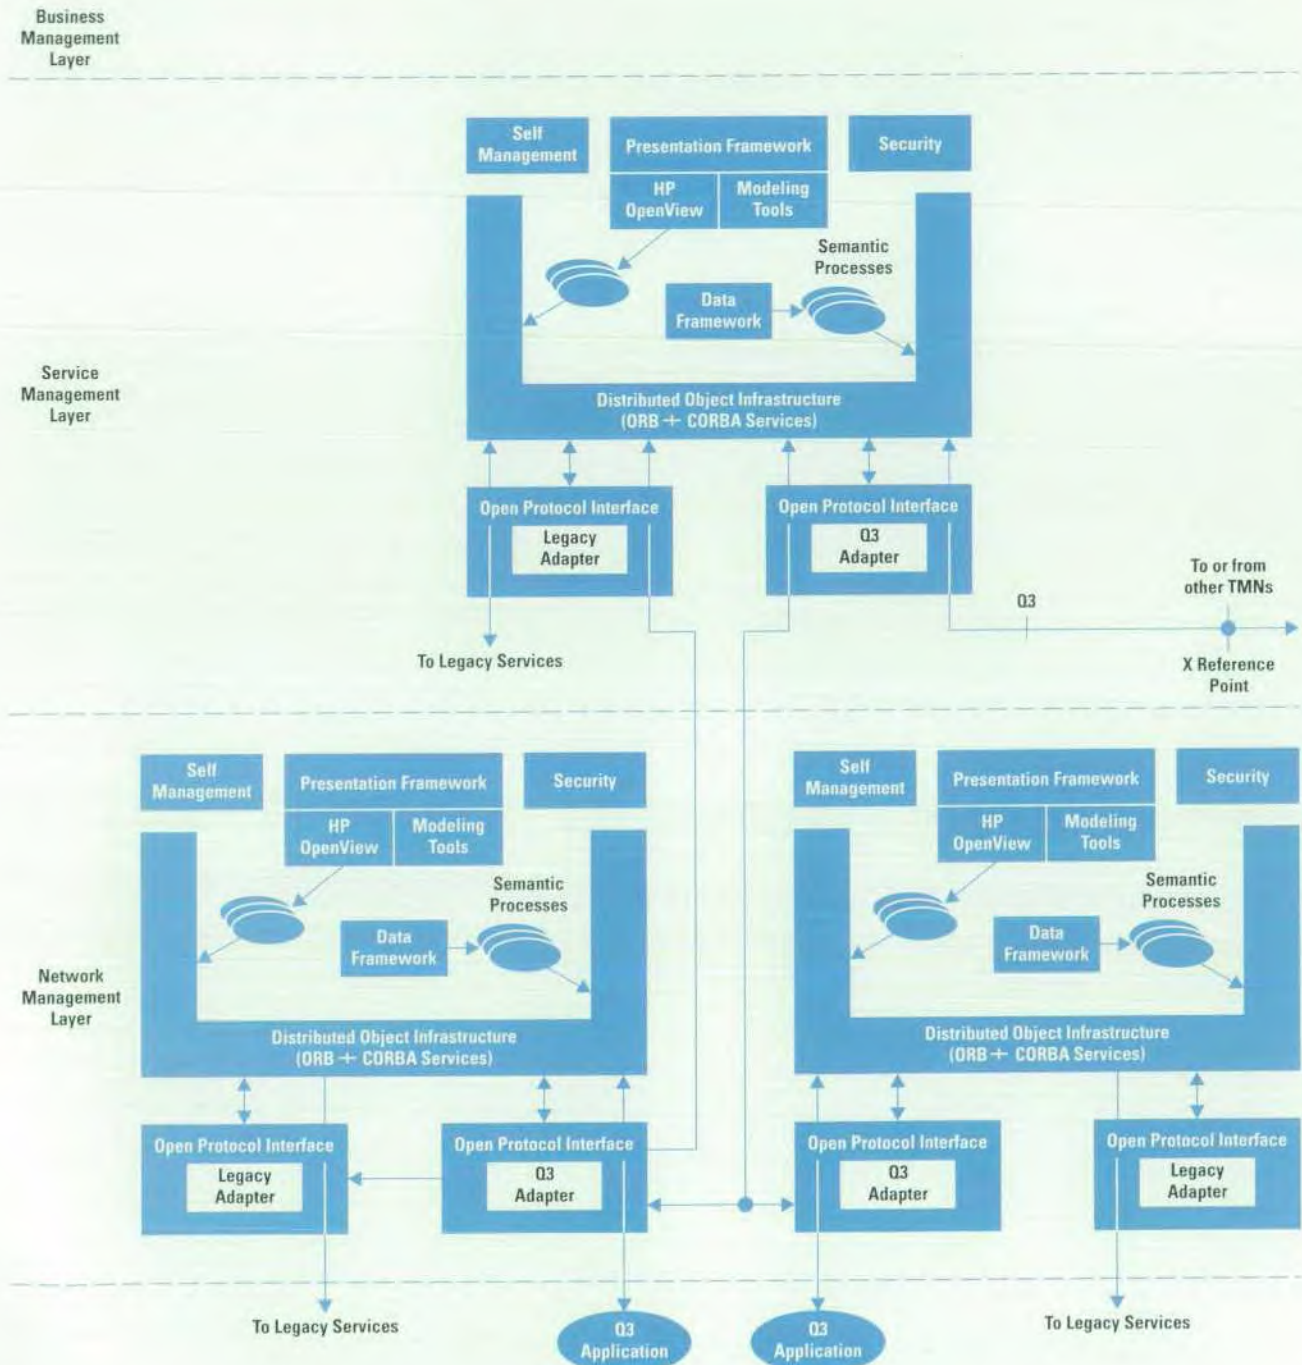 Business
Management
Layer
Self
Management
Presentation Framework
Security
HP
OpenView
Modeling
Tools
Semantic
Processes
Data
Framework
Service
Management
Layer
Distributed Object Infrastructure
(ORB + CORBA Services)
Open Protocol Interface
Legacy
Adapter
Open Protocol Interface
Q3
Adapter
To or from
other TMNs
Q3
To Legacy Services
X Reference
Point
Self
Management
Presentation Framework
Security
HP
OpenView
Modeling
Tools
Semantic
Processes
Data
Framework
Self
Management
Presentation Framework
Security
HP
OpenView
Modeling
Tools
Semantic
Processes
Data
Framework
Network
Management
Layer
Distributed Object Infrastructure
(ORB + CORBA Services)
Distributed Object Infrastructure
(ORB + CORBA Services)
Open Protocol Interface
Legacy
Adapter
Open Protocol Interface
Q3
Adapter
Open Protocol Interface
Q3
Adapter
Open Protocol Interface
Legacy
Adapter
To Legacy Services
Q3
Application
Q3
Application
To Legacy Services